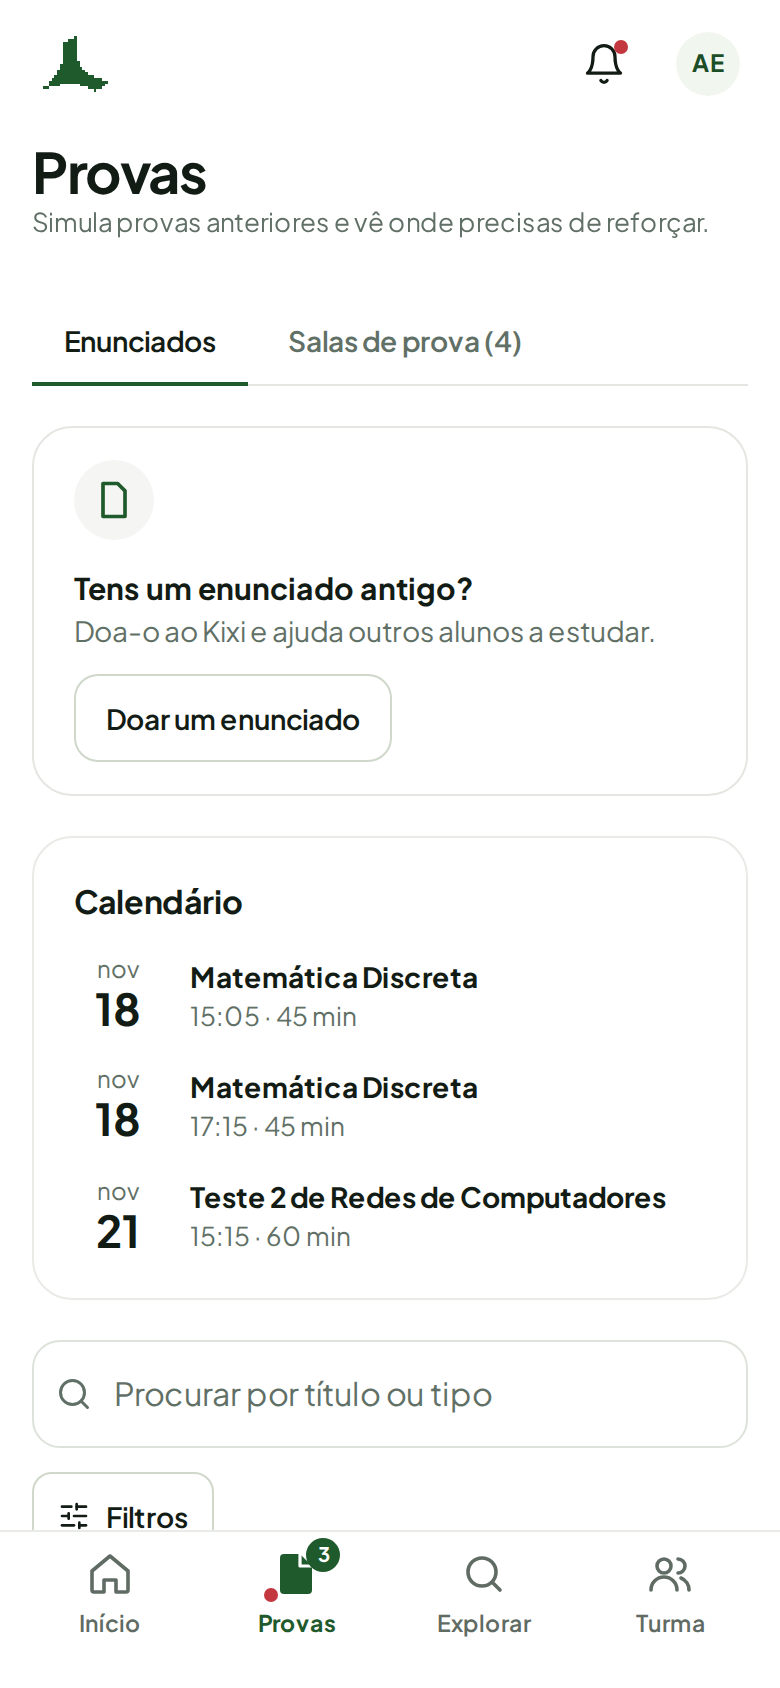 AE
Provas
Simula provas anteriores e vê onde precisas de reforçar.
Enunciados
Salas de prova (4)
Tens um enunciado antigo?
Doa-o ao Kixi e ajuda outros alunos a estudar.
Doar um enunciado
Calendário
nov
18
Matemática Discreta
15:05 · 45 min
nov
18
Matemática Discreta
17:15 · 45 min
nov
21
Teste 2 de Redes de Computadores
15:15 · 60 min
Procurar por título ou tipo
Filtros
3
Início
Provas
Explorar
Turma